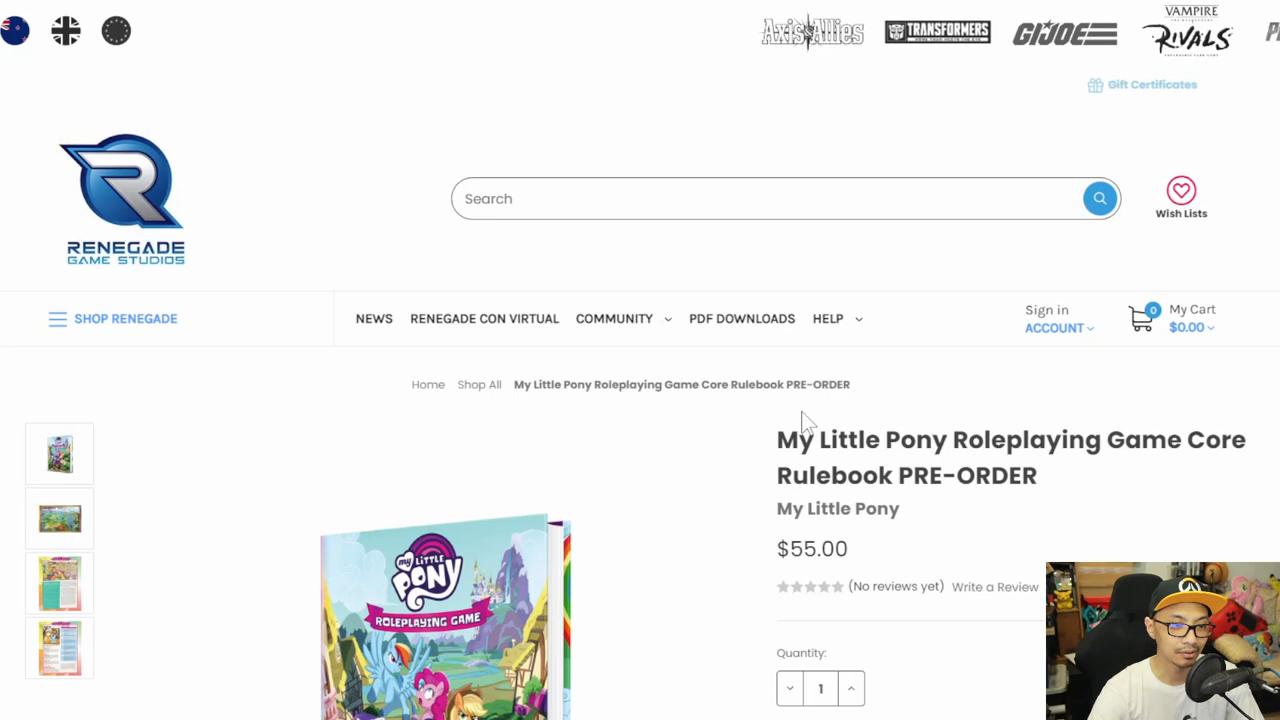 Axis & Allies
TRANSFORMERS
GIJOE
VAMPIRE
RIVALS
Gift Certificates
Search
Wish Lists
RENEGADE
GAME STUDIOS
SHOP RENEGADE
NEWS
RENEGADE CON VIRTUAL
COMMUNITY
PDF DOWNLOADS
HELP
Sign in
ACCOUNT
0
My Cart
$0.00
Home
Shop All
My Little Pony Roleplaying Game Core Rulebook PRE-ORDER
My Little Pony Roleplaying Game Core
Rulebook PRE-ORDER
My Little Pony
$55.00
(No reviews yet)
Write a Review
Quantity:
1
my LITTLE
PONY
ROLEPLAYING GAME